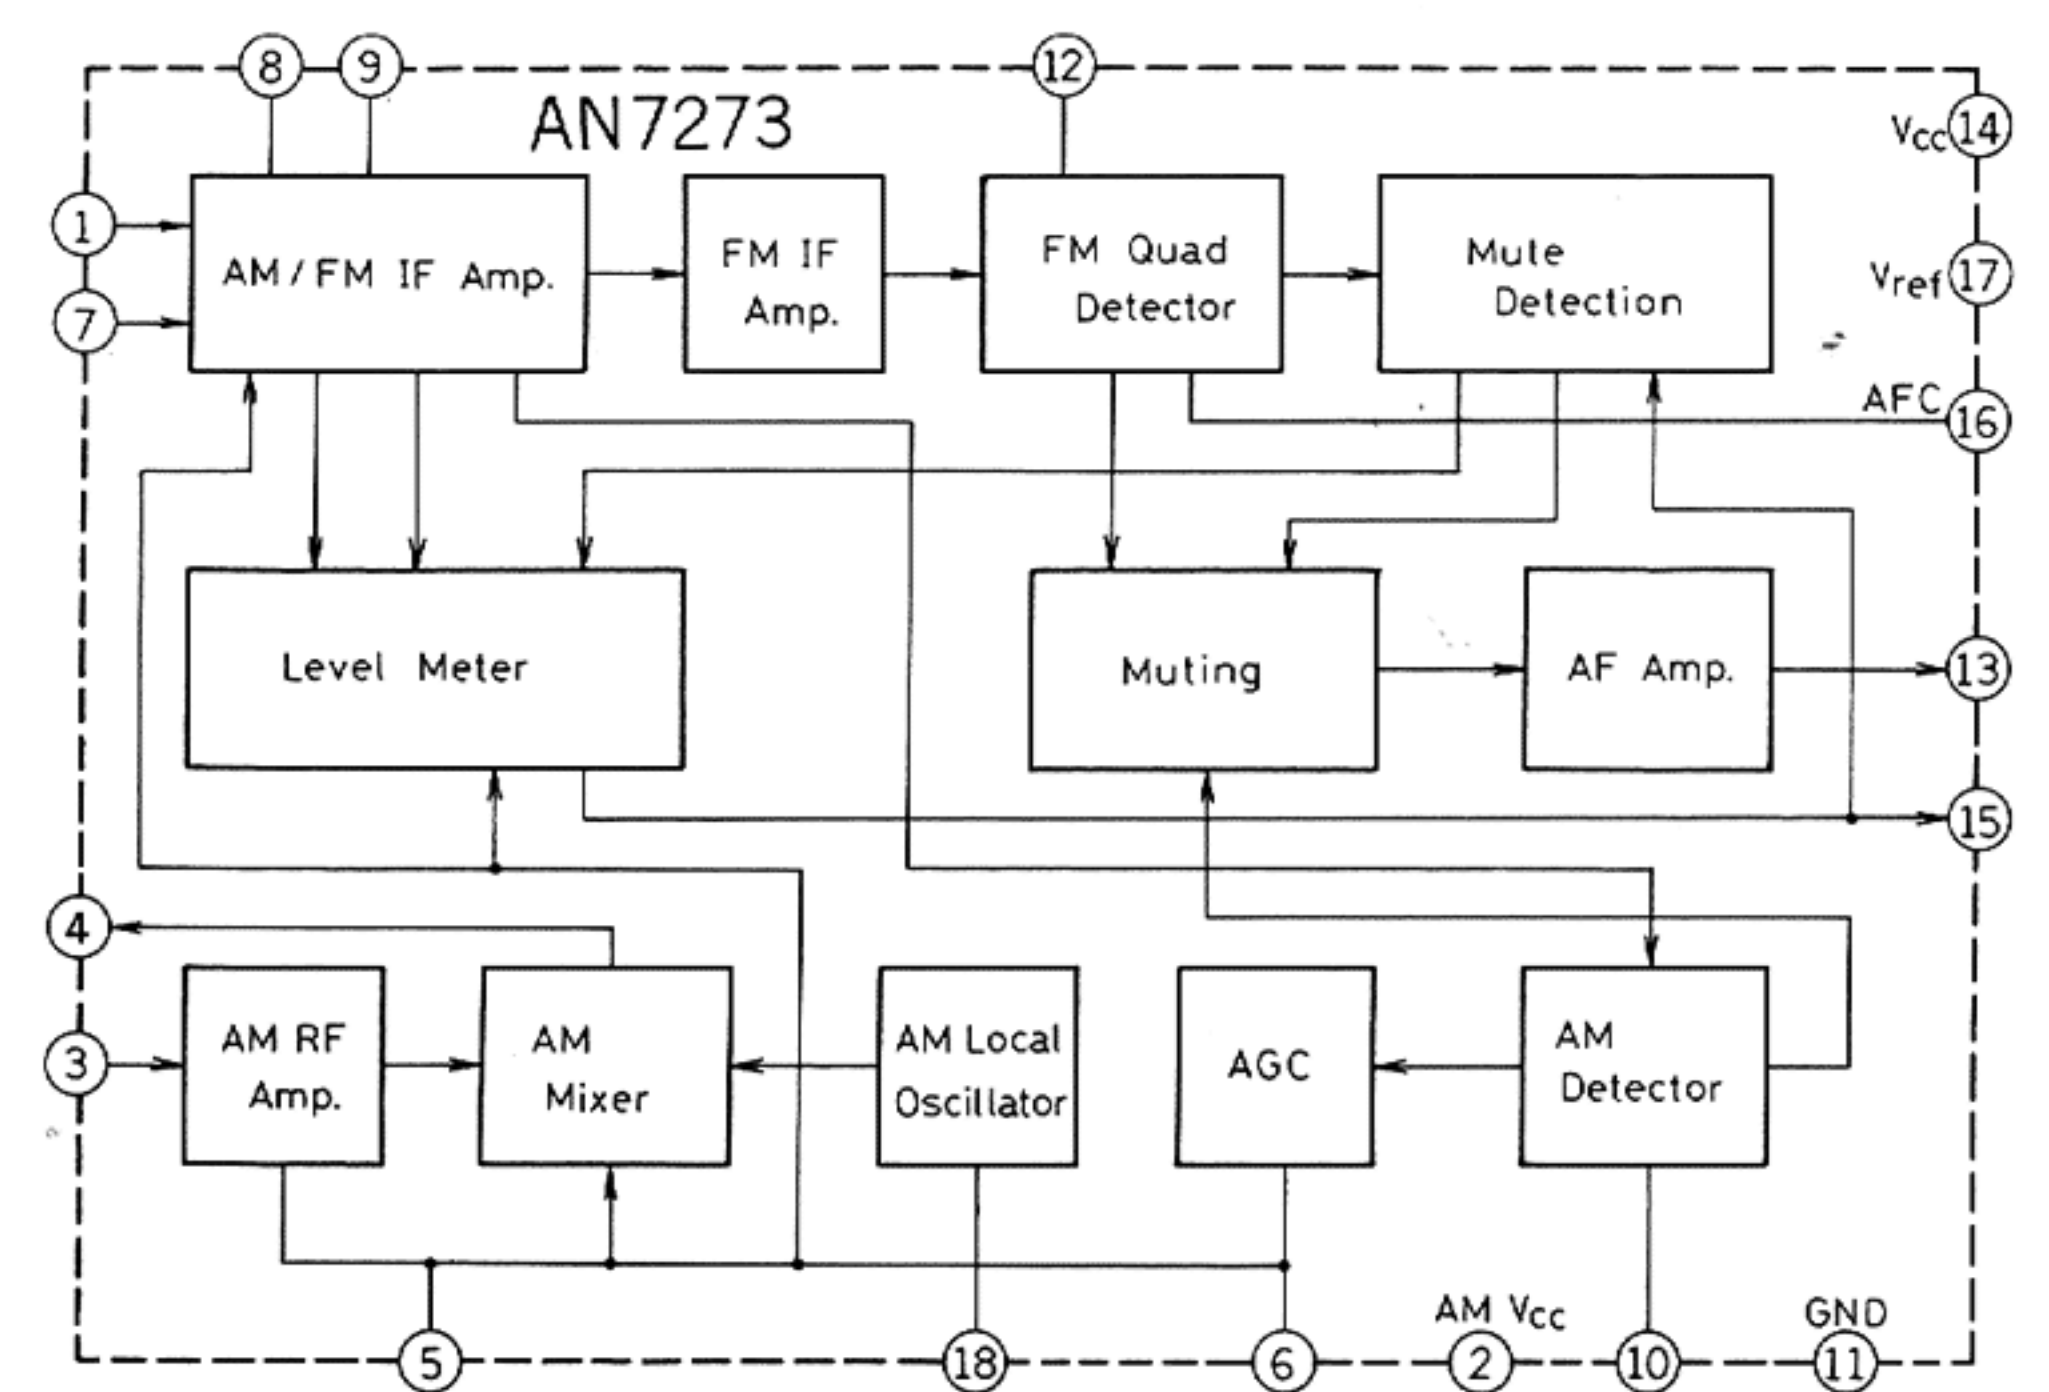 8
9
12
AN7273
Vcc 14
1
AM/FM IF Amp.
FM IF
Amp.
FM Quad
Detector
Mute
Detection
Vref 17
7
AFC 16
Level Meter
Muting
AF Amp.
13
15
4
3
AM RF
Amp.
AM
Mixer
AM Local
Oscillator
AGC
AM
Detector
AM Vcc
GND
5
18
6
2
10
11